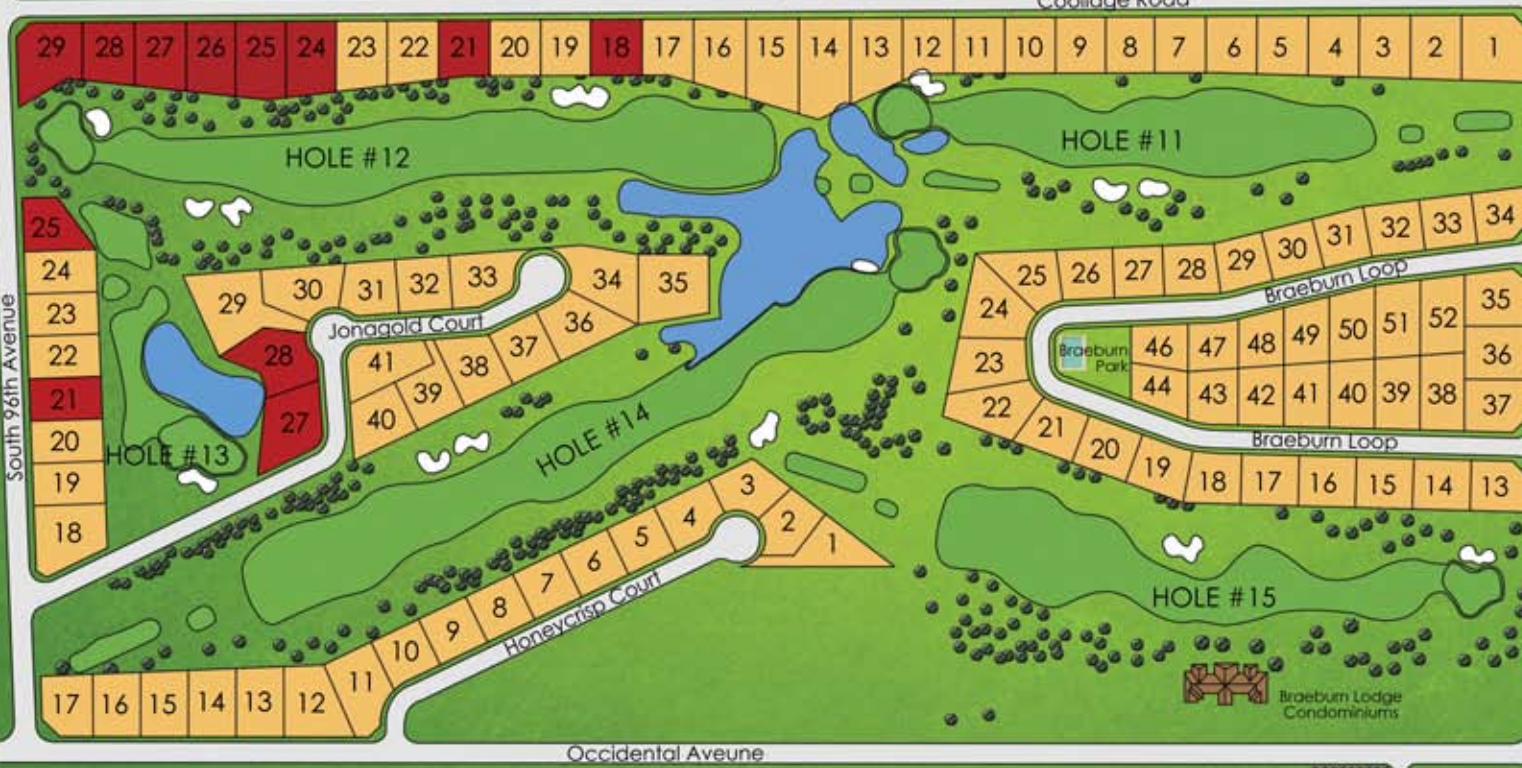 Coolidge Road
29 28 27 26 25 24 23 22 21 20 19 18 17 16 15 14 13 12 11 10 9 8 7 6 5 4 3 2 1
HOLE #12
HOLE #11
25
24
23
22
21
20
19
18
South 96th Avenue
HOLE #13
29 30 31 32 33 34 35
Jonagold Court
28
27
41
40 39 38 37 36
HOLE #14
24 25 26 27 28 29 30 31 32 33 34
Braeburn Loop
23
22 21 20 19 18 17 16 15 14 13
Braeburn
Park
46 47 48 49 50 51 52 35
36
44 43 42 41 40 39 38 37
Braeburn Loop
HOLE #15
3
2
1
17 16 15 14 13 12 11 10 9 8 7 6 5 4
Honeycrisp Court
Braeburn Lodge
Condominiums
Occidental Aveune